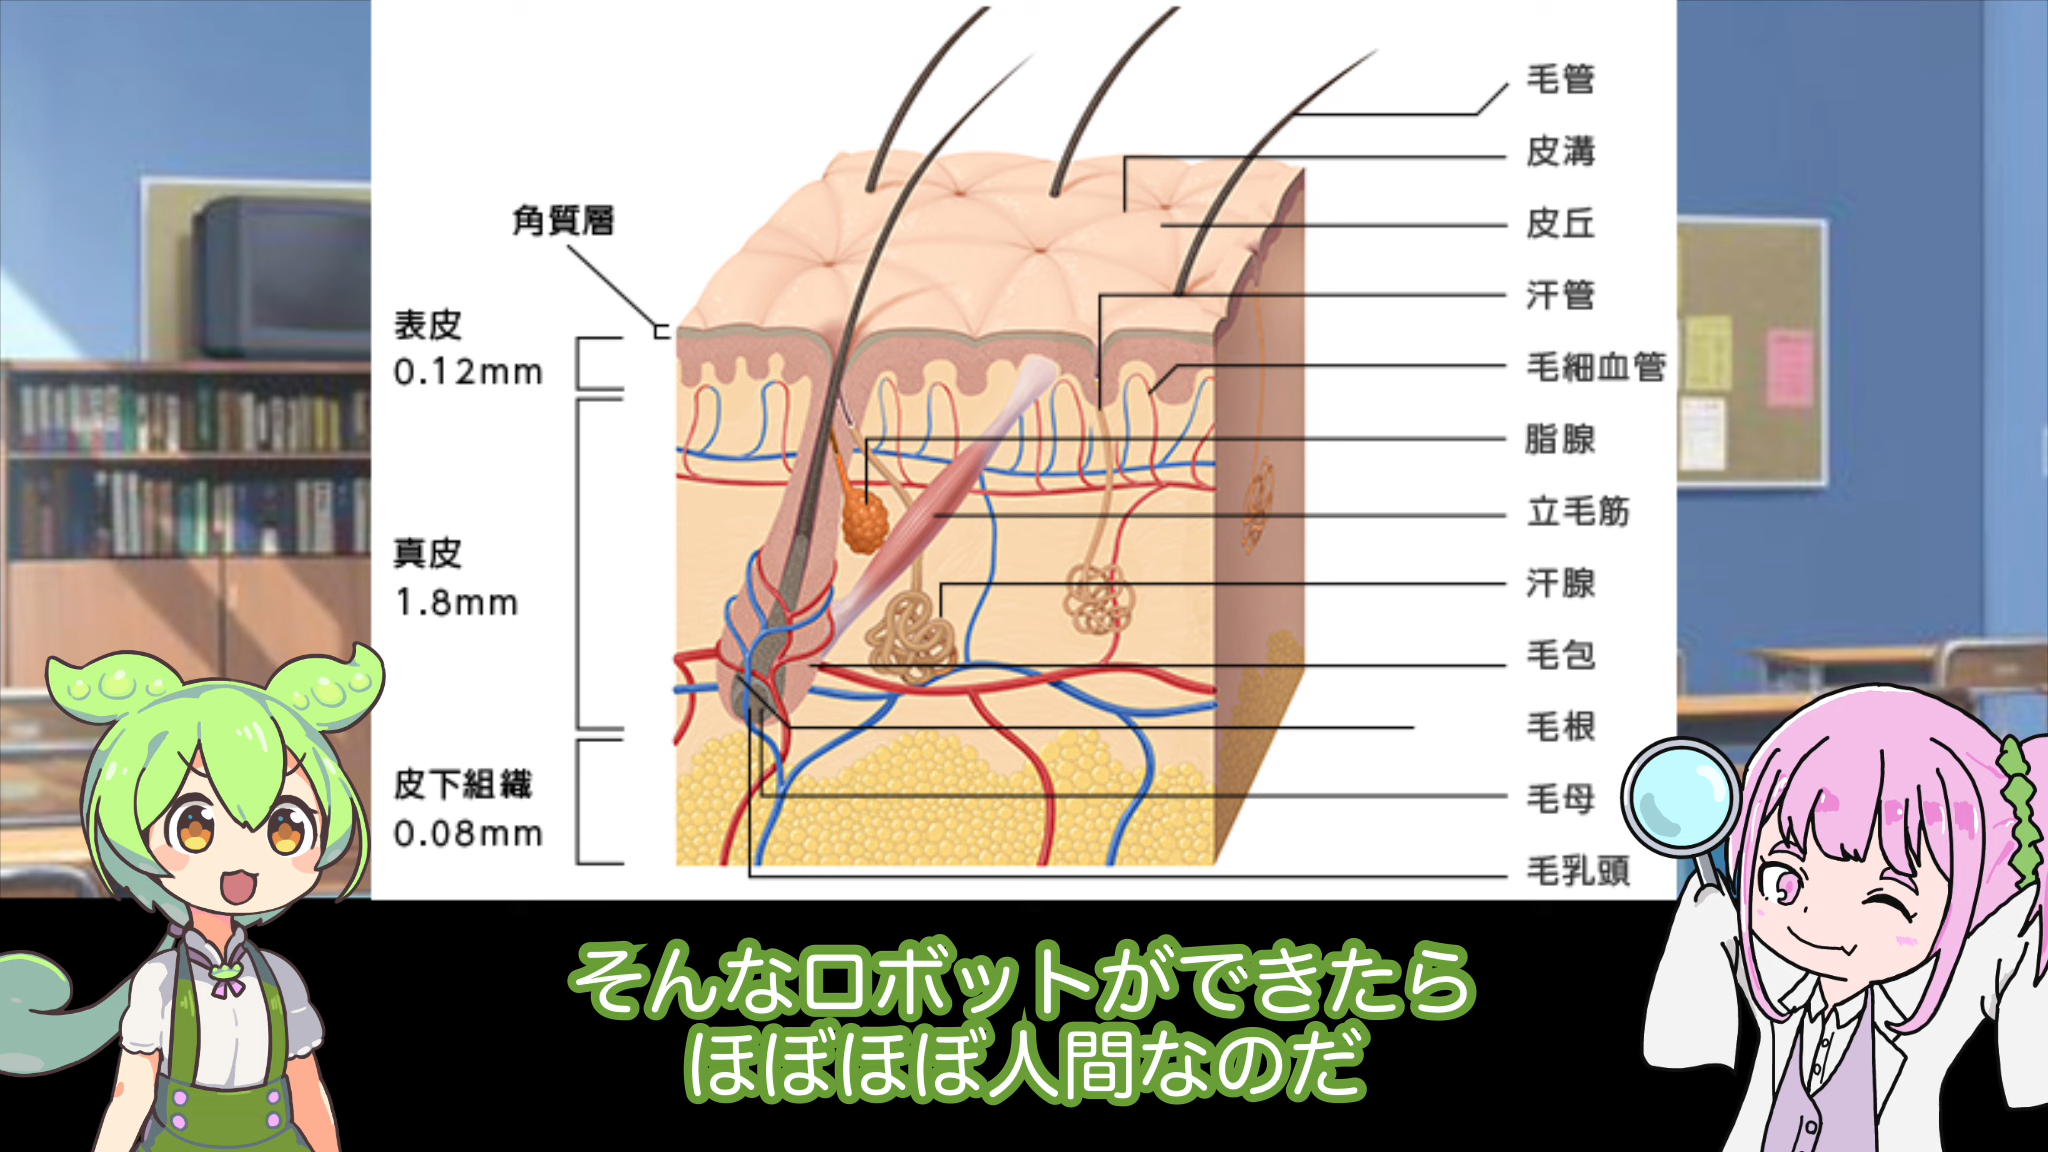 角質層
表皮
0.12mm
真皮
1.8mm
皮下組織
0.08mm
毛管
皮溝
皮丘
汗管
毛細血管
脂腺
立毛筋
汗腺
毛包
毛根
毛母
毛乳頭
そんなロボットができたら
ほぼほぼ人間なのだ